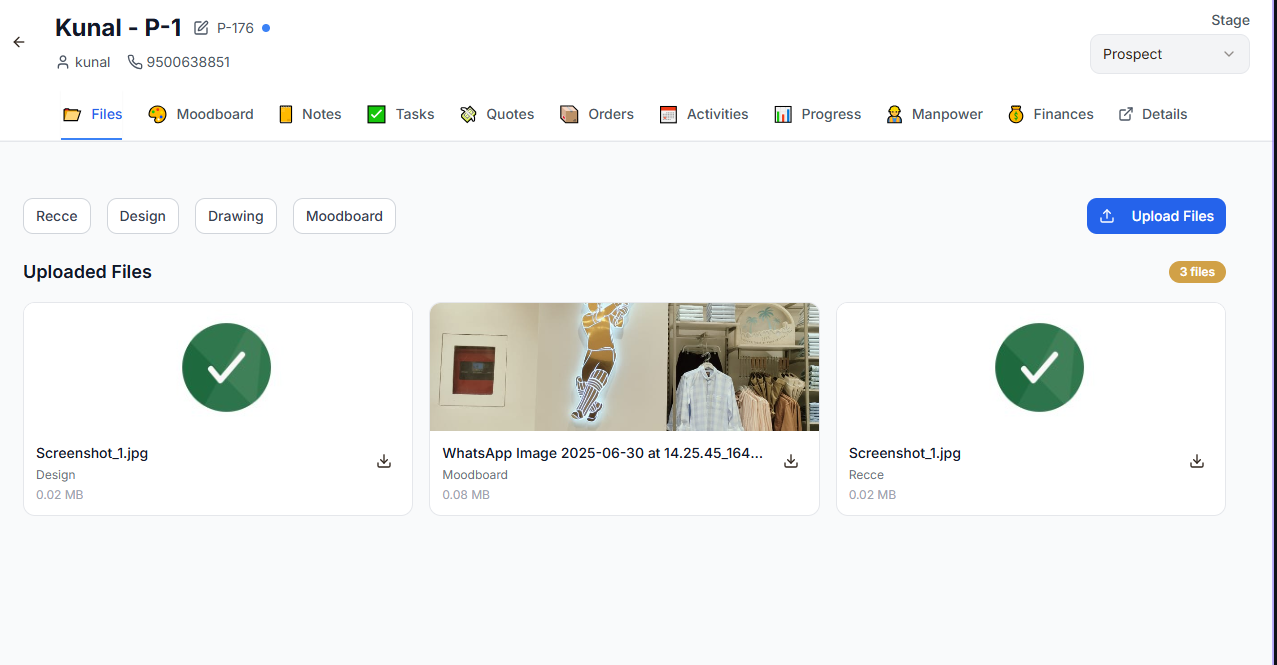 Kunal - P-1 P-176
Stage
kunal 9500638851
Prospect
Files Moodboard Notes Tasks Quotes Orders Activities Progress Manpower Finances Details
Recce Design Drawing Moodboard Upload Files
Uploaded Files 3 files
Screenshot_1.jpg
Design
0.02 MB
WhatsApp Image 2025-06-30 at 14.25.45_164...
Moodboard
0.08 MB
Screenshot_1.jpg
Recce
0.02 MB